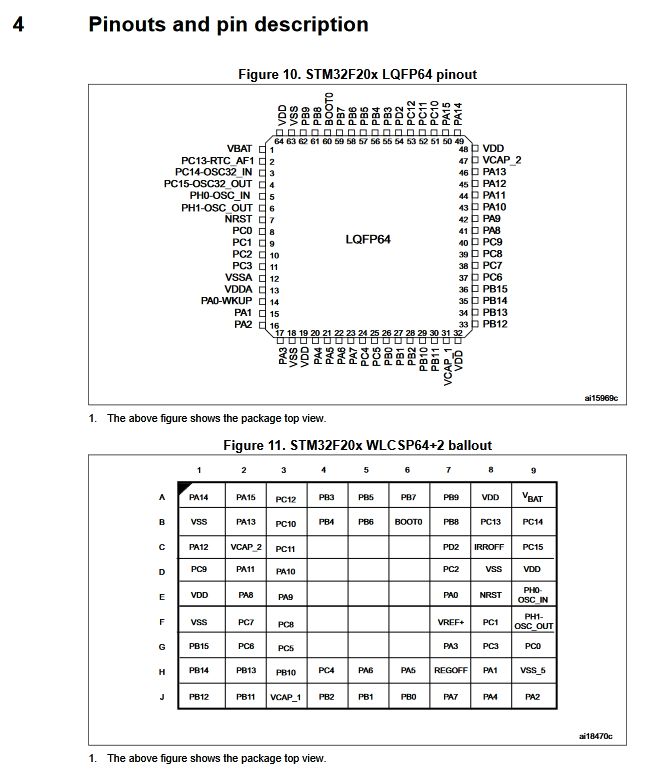 4 Pinouts and pin description
Figure 10. STM32F20x LQFP64 pinout
VDD VSS PB9 PB8 BOOT0 PB7 PB6 PB5 PB4 PB3 PD2 PC12 PC11 PC10 PA15 PA14
64 63 62 61 60 59 58 57 56 55 54 53 52 51 50 49
VBAT 1 48 VDD
PC13-RTC_AF1 2 47 VCAP_2
PC14-OSC32_IN 3 46 PA13
PC15-OSC32_OUT 4 45 PA12
PH0-OSC_IN 5 44 PA11
PH1-OSC_OUT 6 43 PA10
NRST 7 42 PA9
PC0 8 41 PA8
PC1 9 40 PC9
PC2 10 39 PC8
PC3 11 38 PC7
VSSA 12 37 PC6
VDDA 13 36 PB15
PA0-WKUP 14 35 PB14
PA1 15 34 PB13
PA2 16 33 PB12
LQFP64
17 18 19 20 21 22 23 24 25 26 27 28 29 30 31 32
PA3 VSS VDD PA4 PA5 PA6 PA7 PC4 PC5 PB0 PB1 PB2 PB10 PB11 VCAP_1 VDD
ai15969c
1. The above figure shows the package top view.
Figure 11. STM32F20x WLCSP64+2 ballout
1 2 3 4 5 6 7 8 9
A PA14 PA15 PC12 PB3 PB5 PB7 PB9 VDD VBAT
B VSS PA13 PC10 PB4 PB6 BOOT0 PB8 PC13 PC14
C PA12 VCAP_2 PC11 PD2 IRROFF PC15
D PC9 PA11 PA10 PC2 VSS VDD
E VDD PA8 PA9 PA0 NRST PH0-OSC_IN
F VSS PC7 PC8 VREF+ PC1 PH1-OSC_OUT
G PB15 PC6 PC5 PA3 PC3 PC0
H PB14 PB13 PB10 PC4 PA6 PA5 REGOFF PA1 VSS_5
J PB12 PB11 VCAP_1 PB2 PB1 PB0 PA7 PA4 PA2
ai18470c
1. The above figure shows the package top view.